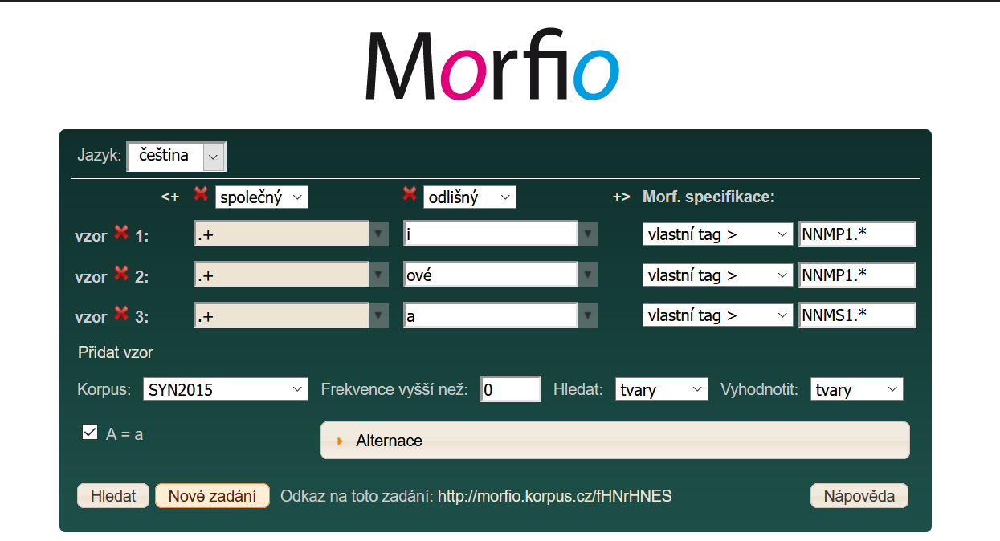 Morfio
Jazyk: čeština
<+ společný odlišný +> Morf. specifikace:
vzor 1: .+ i vlastní tag > NNMP1.*
vzor 2: .+ ové vlastní tag > NNMP1.*
vzor 3: .+ a vlastní tag > NNMS1.*
Přidat vzor
Korpus: SYN2015 Frekvence vyšší než: 0 Hledat: tvary Vyhodnotit: tvary
A = a Alternace
Hledat Nové zadání Odkaz na toto zadání: http://morfio.korpus.cz/fHNrHNES Nápověda